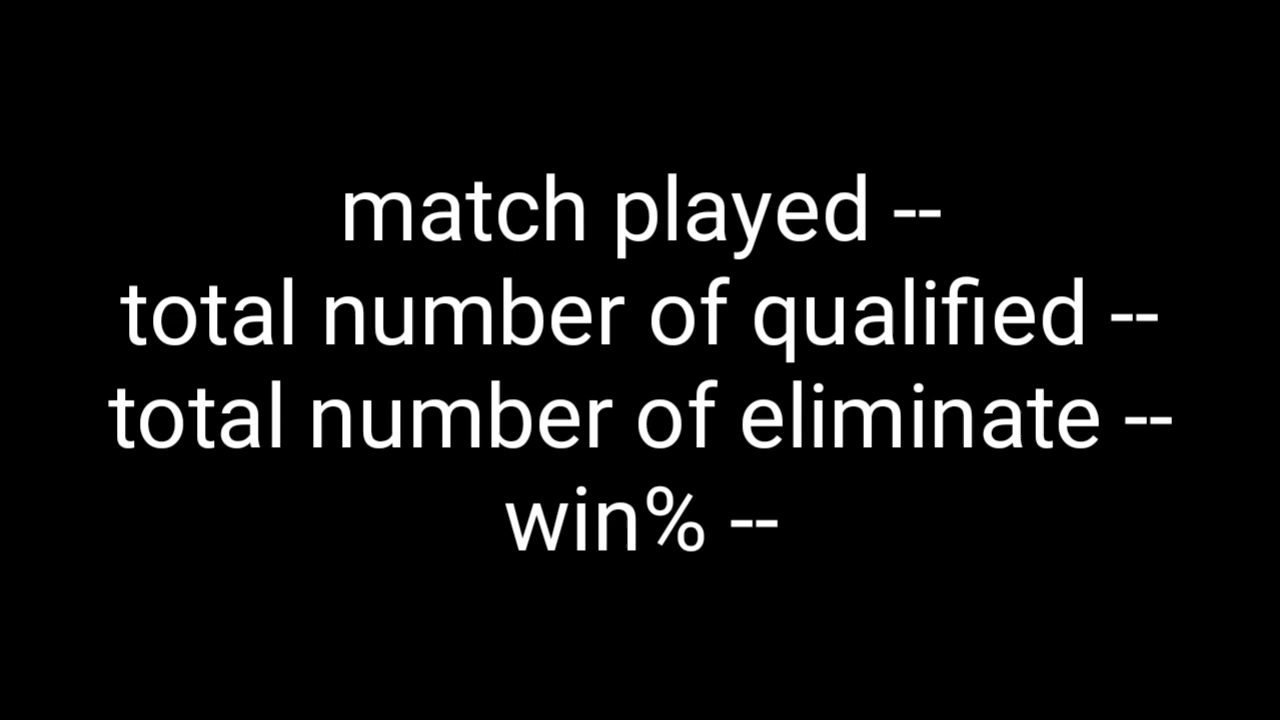 match played --
total number of qualified --
total number of eliminate --
win% --